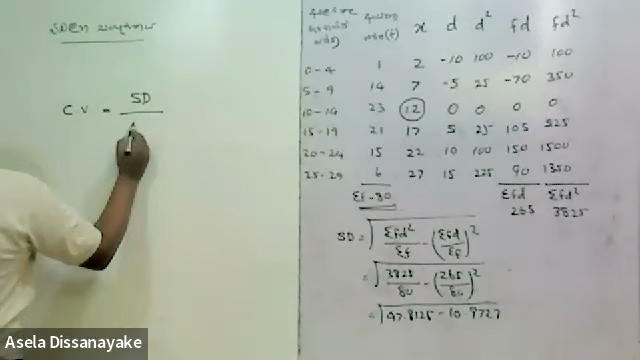 CV = SD
x d d² fd fd²
0-4 1 2 -10 100 -10 100
5-9 14 7 -5 25 -70 350
10-14 23 12 0 0 0 0
15-19 21 17 5 25 105 525
20-24 15 22 10 100 150 1500
25-29 6 27 15 225 90 1350
Σf=80 Σfd Σfd²
265 3825
SD = √ Σfd²/Σf - (Σfd/Σf)²
= √ 3825/80 - (265/80)²
= √ 47.8125 - 10.9727
Asela Dissanayake